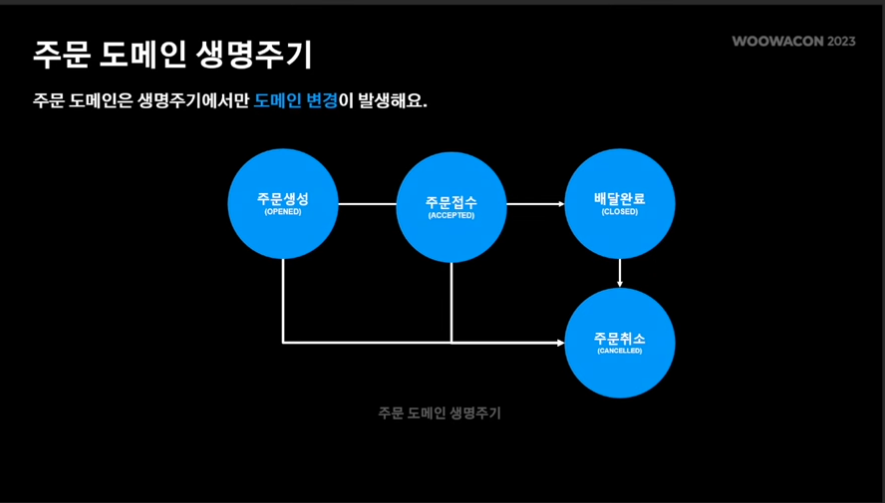 WOOWACON 2023
주문 도메인 생명주기
주문 도메인은 생명주기에서만 도메인 변경이 발생해요.
주문생성
(OPENED)
주문접수
(ACCEPTED)
배달완료
(CLOSED)
주문취소
(CANCELLED)
주문 도메인 생명주기